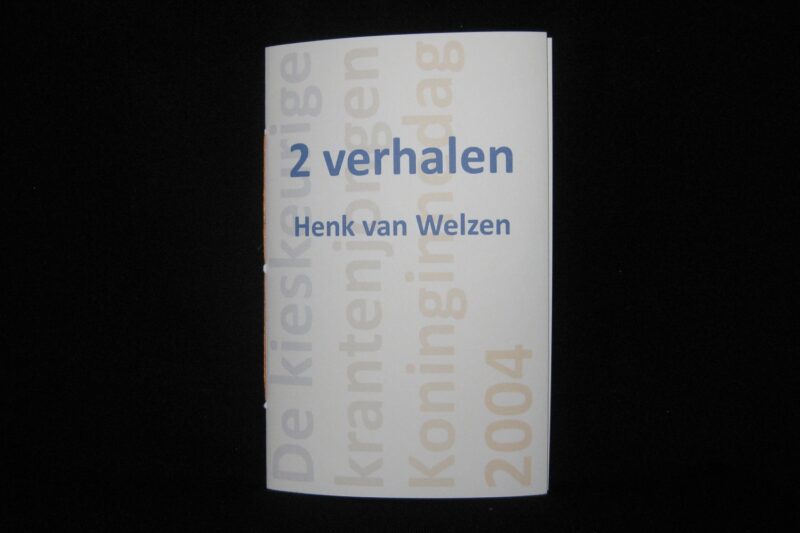 2 verhalen
Henk van Welzen
De kieskeurige
krantenjongen
Koninginnedag
2004